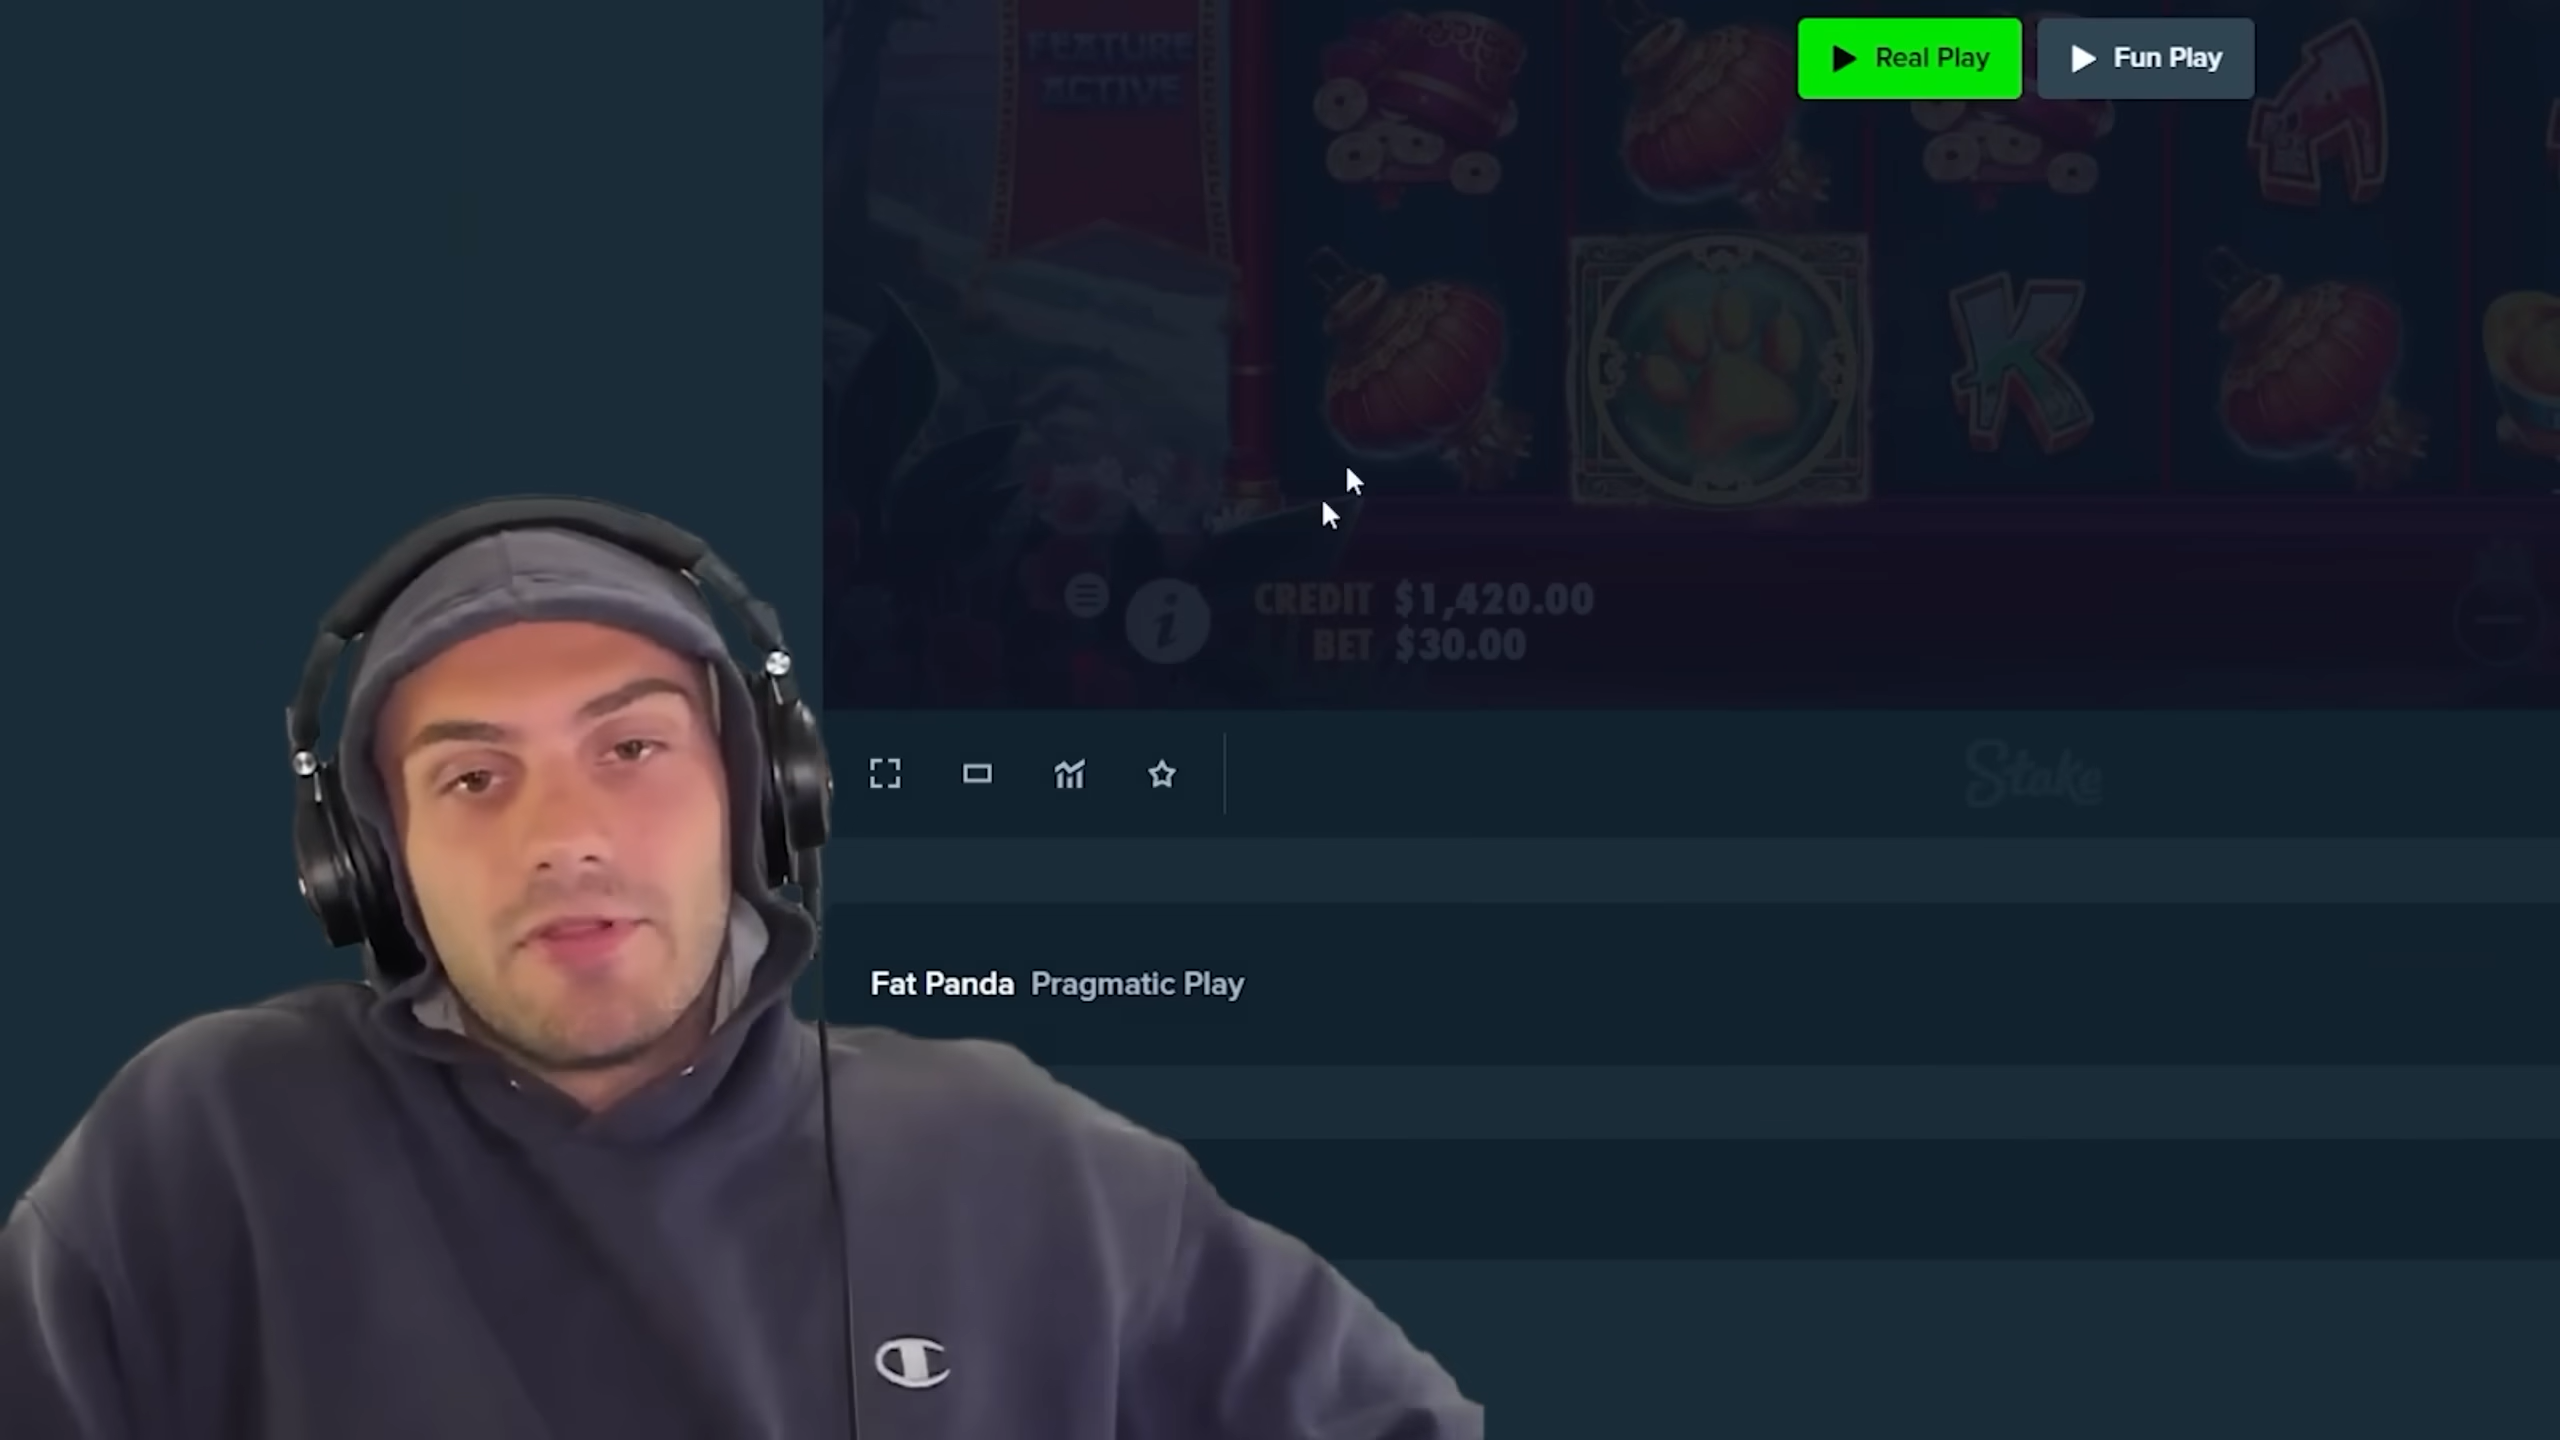 FEATURE
ACTIVE
Real Play
Fun Play
K
CREDIT $1,420.00
BET $30.00
Stake
Fat Panda Pragmatic Play